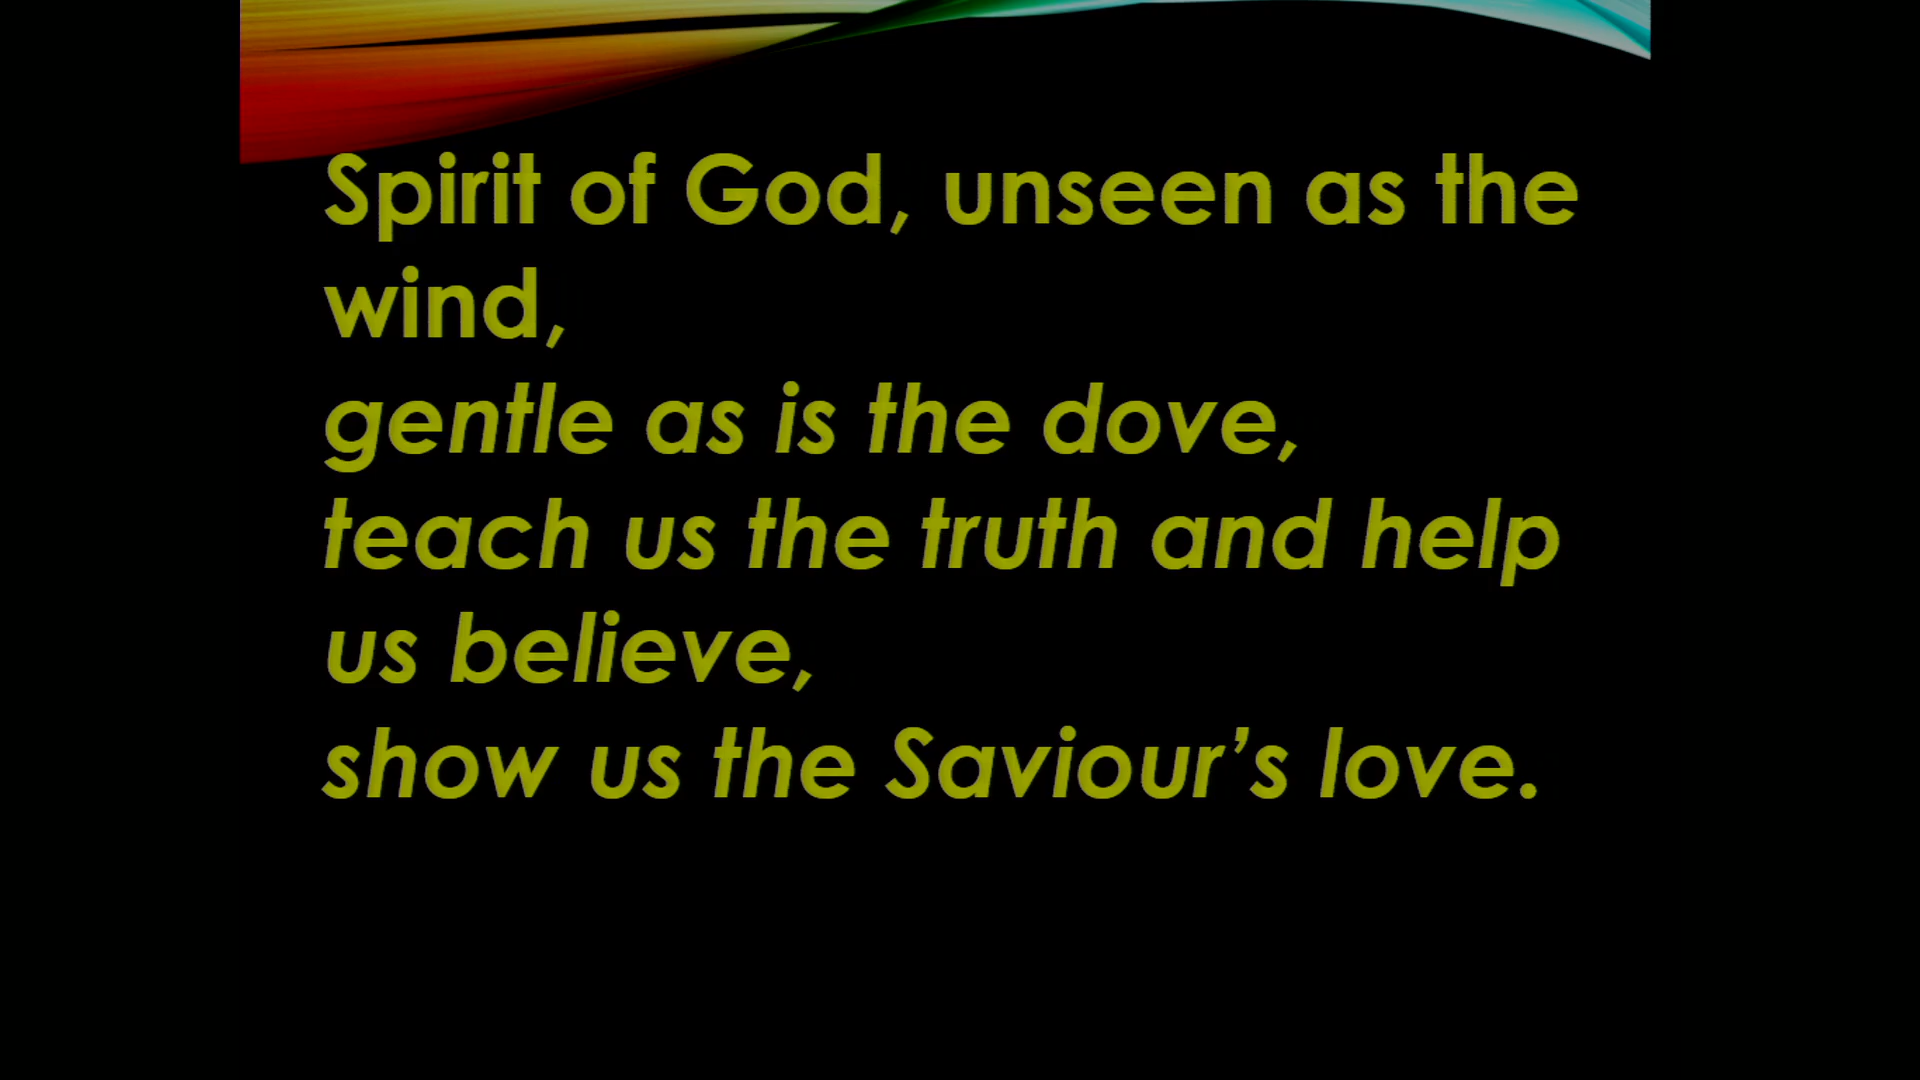 Spirit of God, unseen as the
wind,
gentle as is the dove,
teach us the truth and help
us believe,
show us the Saviour’s love.